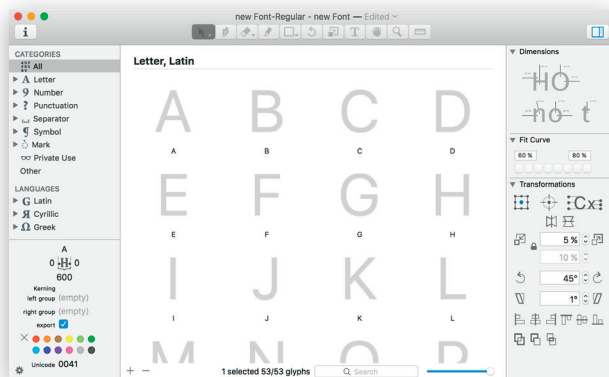 new Font-Regular - new Font — Edited
CATEGORIES
All
Letter
Number
Punctuation
Separator
Symbol
Mark
Private Use
Other
LANGUAGES
Latin
Cyrillic
Greek
A
0 H 0
600
Kerning
left group (empty)
right group (empty)
export
Unicode 0041
Letter, Latin
A B C D
A B C D
E F G H
E F G H
I J K L
I J K L
M N O P
1 selected 53/53 glyphs
Search
Dimensions
HO
no t
Fit Curve
60 % 80 %
Transformations
5 %
10 %
45°
1°